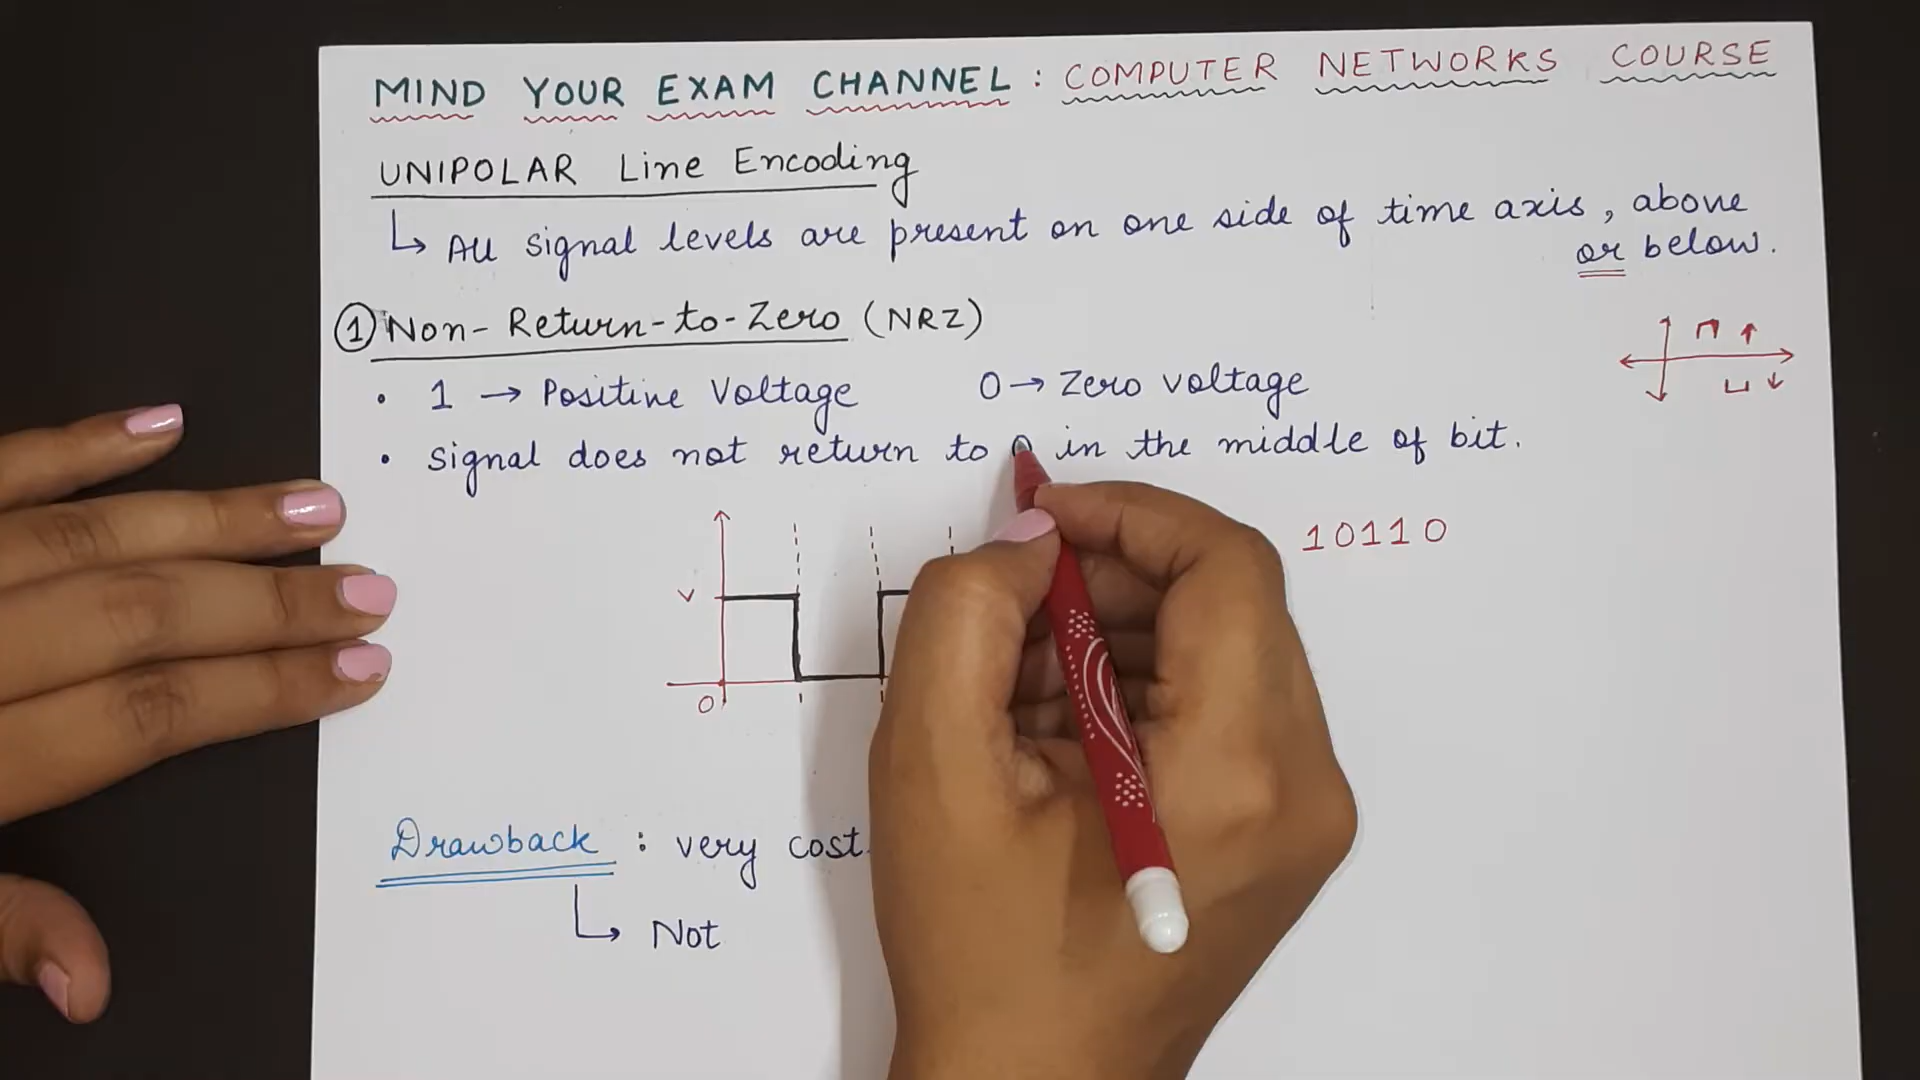 MIND YOUR EXAM CHANNEL : COMPUTER NETWORKS COURSE
UNIPOLAR Line Encoding
All signal levels are present on one side of time axis, above
or below.
1 Non-Return-to-Zero (NRZ)
• 1 → Positive Voltage 0 → Zero voltage
• signal does not return to 0 in the middle of bit.
10110
V
0
Drawback : very
Not